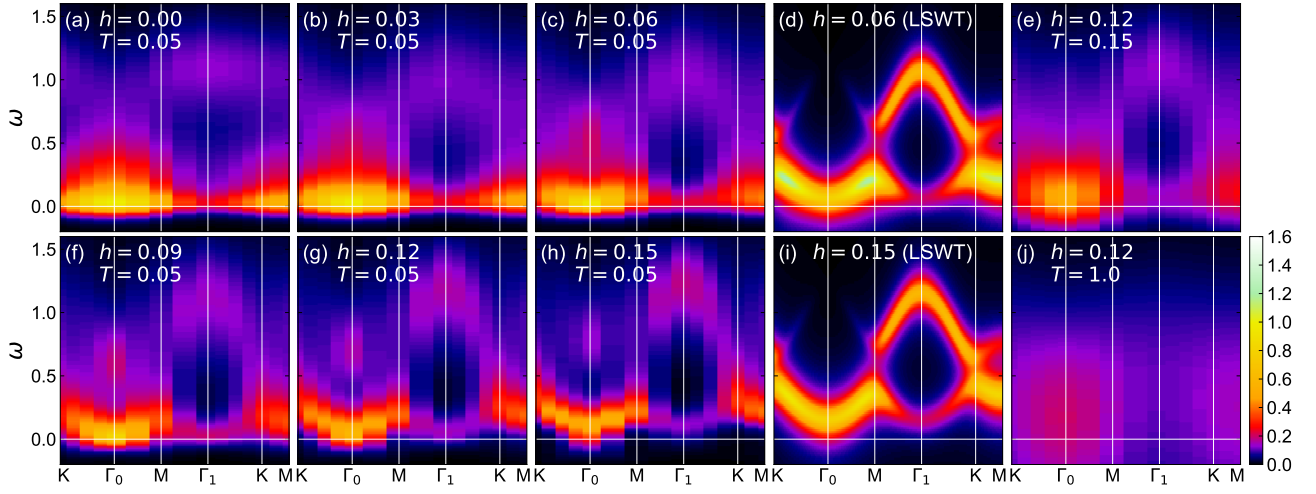 (a) h = 0.00
T = 0.05
(b) h = 0.03
T = 0.05
(c) h = 0.06
T = 0.05
(d) h = 0.06 (LSWT)
(e) h = 0.12
T = 0.15
1.5
1.0
0.5
0.0
ω
(f) h = 0.09
T = 0.05
(g) h = 0.12
T = 0.05
(h) h = 0.15
T = 0.05
(i) h = 0.15 (LSWT)
(j) h = 0.12
T = 1.0
1.5
1.0
0.5
0.0
ω
K Γ₀ M Γ₁ K M
K Γ₀ M Γ₁ K M
K Γ₀ M Γ₁ K M
K Γ₀ M Γ₁ K M
K Γ₀ M Γ₁ K M
1.6
1.4
1.2
1.0
0.8
0.6
0.4
0.2
0.0